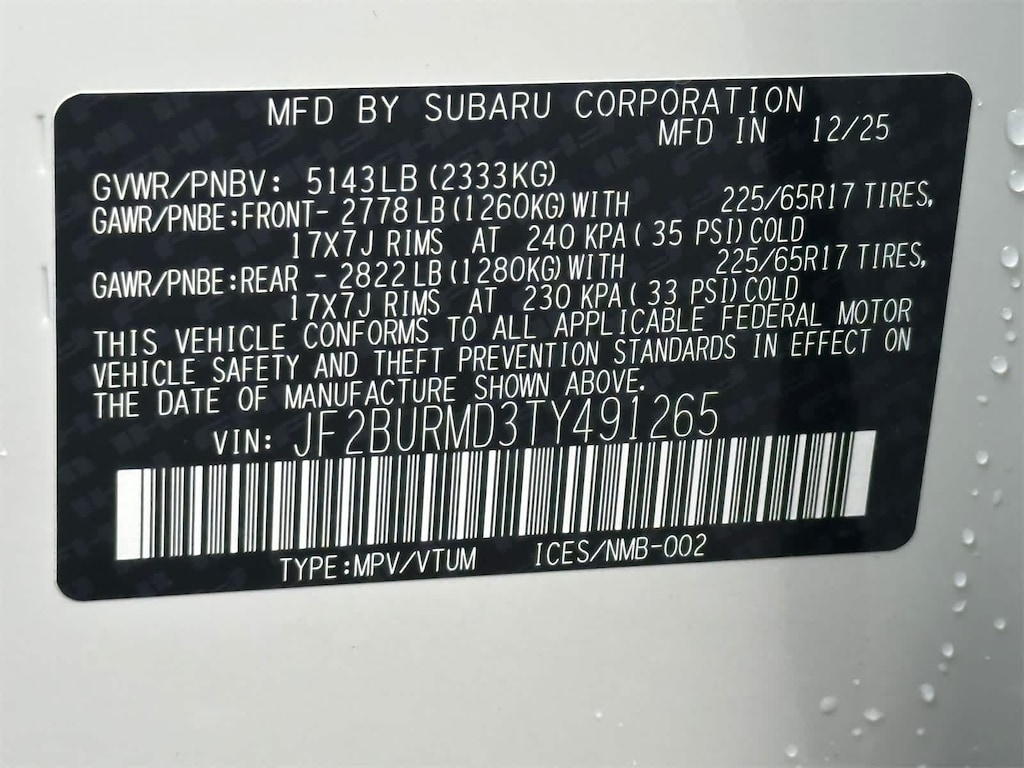 MFD BY SUBARU CORPORATION
MFD IN 12/25
GVWR/PNBV: 5143LB (2333KG)
GAWR/PNBE:FRONT- 2778 LB (1260KG) WITH 225/65R17 TIRES,
17X7J RIMS AT 240 KPA ( 35 PSI) COLD
GAWR/PNBE:REAR - 2822 LB (1280KG) WITH 225/65R17 TIRES,
17X7J RIMS AT 230 KPA ( 33 PSI) COLD
THIS VEHICLE CONFORMS TO ALL APPLICABLE FEDERAL MOTOR
VEHICLE SAFETY AND THEFT PREVENTION STANDARDS IN EFFECT ON
THE DATE OF MANUFACTURE SHOWN ABOVE.
VIN: JF2BURMD3TY491265
TYPE:MPV/VTUM ICES/NMB-002